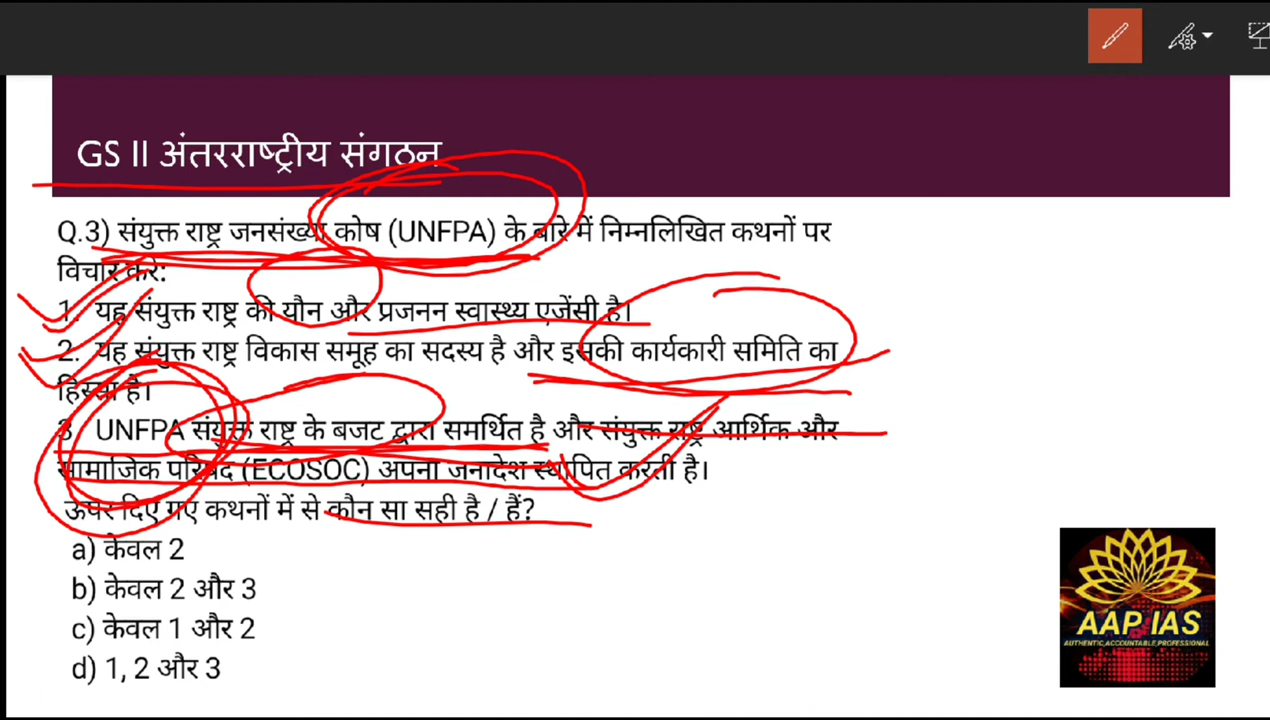 GS II अंतरराष्ट्रीय संगठन
Q.3) संयुक्त राष्ट्र जनसंख्या कोष (UNFPA) के बारे में निम्नलिखित कथनों पर
विचार करे:
1. यह संयुक्त राष्ट्र की यौन और प्रजनन स्वास्थ्य एजेंसी है।
2. यह संयुक्त राष्ट्र विकास समूह का सदस्य है और इसकी कार्यकारी समिति का
हिस्सा है।
3. UNFPA संयुक्त राष्ट्र के बजट द्वारा समर्थित है और संयुक्त राष्ट्र आर्थिक और
सामाजिक परिषद (ECOSOC) अपना जनादेश स्थापित करती है।
ऊपर दिए गए कथनों में से कौन सा सही है / हैं?
a) केवल 2
b) केवल 2 और 3
c) केवल 1 और 2
d) 1, 2 और 3
AAP IAS
AUTHENTIC,ACCOUNTABLE,PROFESSIONAL